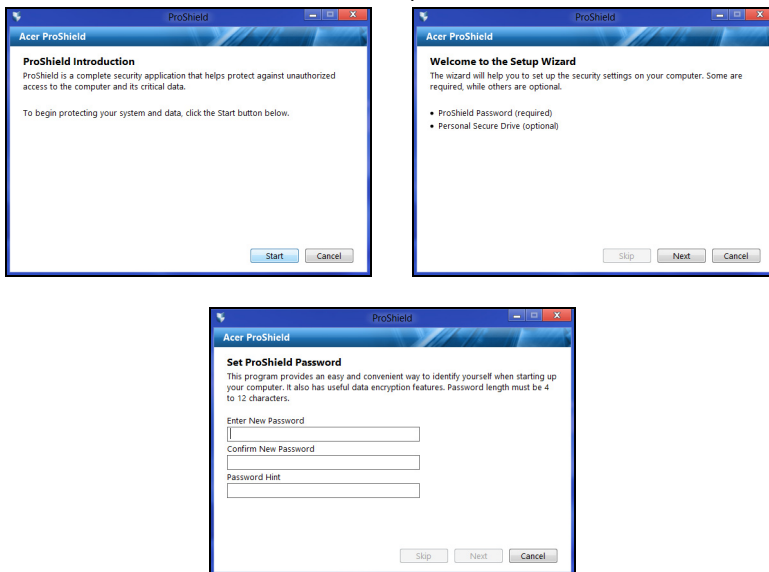 ProShield
Acer ProShield
ProShield Introduction
ProShield is a complete security application that helps protect against unauthorized
access to the computer and its critical data.
To begin protecting your system and data, click the Start button below.
Start
Cancel
ProShield
Acer ProShield
Welcome to the Setup Wizard
The wizard will help you to set up the security settings on your computer. Some are
required, while others are optional.
• ProShield Password (required)
• Personal Secure Drive (optional)
Skip
Next
Cancel
ProShield
Acer ProShield
Set ProShield Password
This program provides an easy and convenient way to identify yourself when starting up
your computer. It also has useful data encryption features. Password length must be 4
to 12 characters.
Enter New Password
Confirm New Password
Password Hint
Skip
Next
Cancel